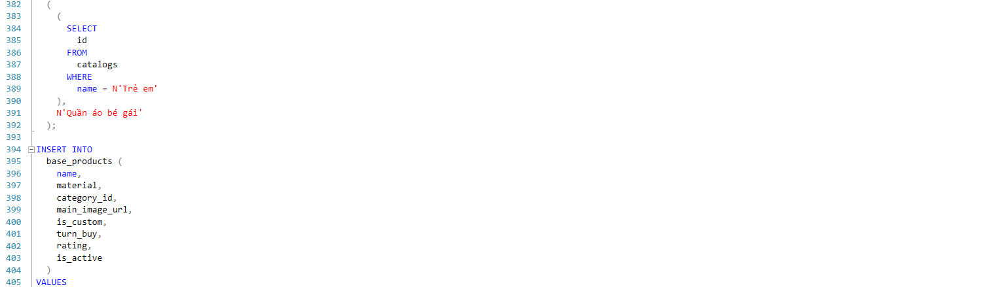 382 (
383 (
384 SELECT
385 id
386 FROM
387 catalogs
388 WHERE
389 name = N'Trẻ em'
390 ),
391 N'Quần áo bé gái'
392 );
393
394 INSERT INTO
395 base_products (
396 name,
397 material,
398 category_id,
399 main_image_url,
400 is_custom,
401 turn_buy,
402 rating,
403 is_active
404 )
405 VALUES